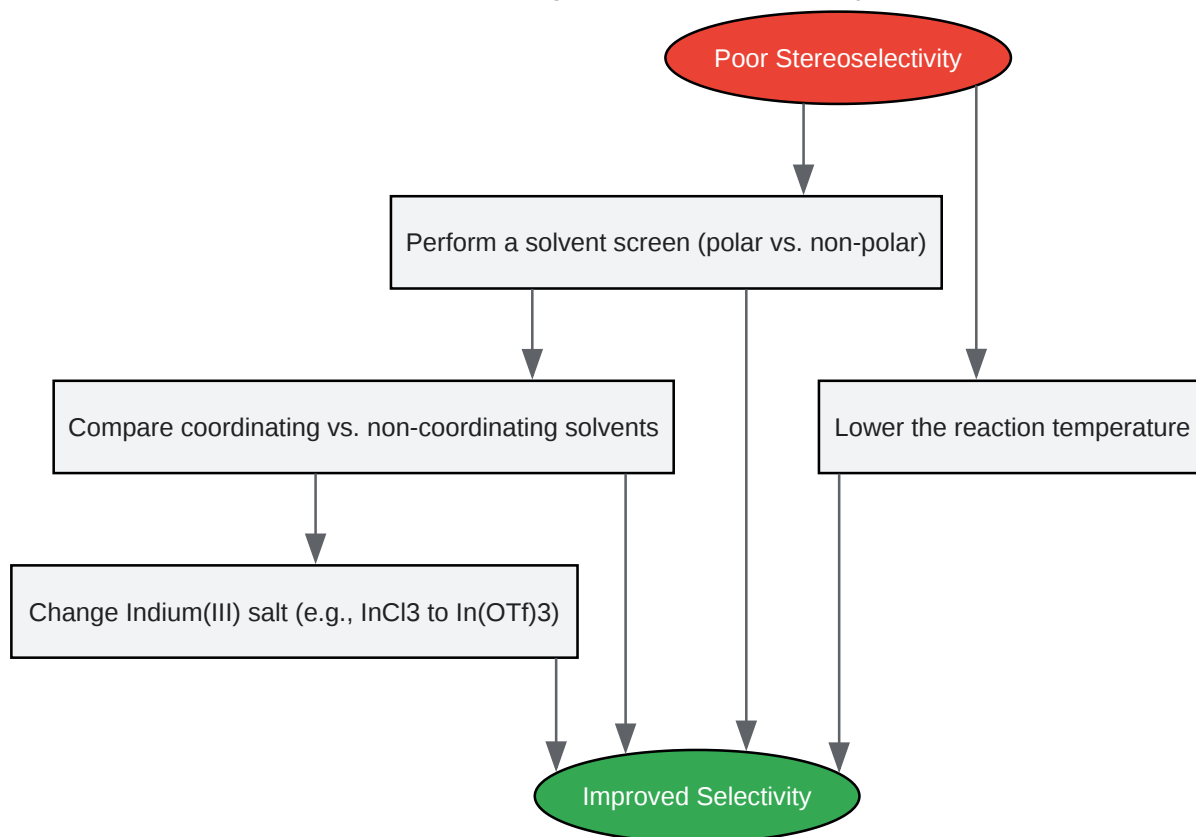 Poor Stereoselectivity
Perform a solvent screen (polar vs. non-polar)
Compare coordinating vs. non-coordinating solvents
Lower the reaction temperature
Change Indium(III) salt (e.g., InCl3 to In(OTf)3)
Improved Selectivity